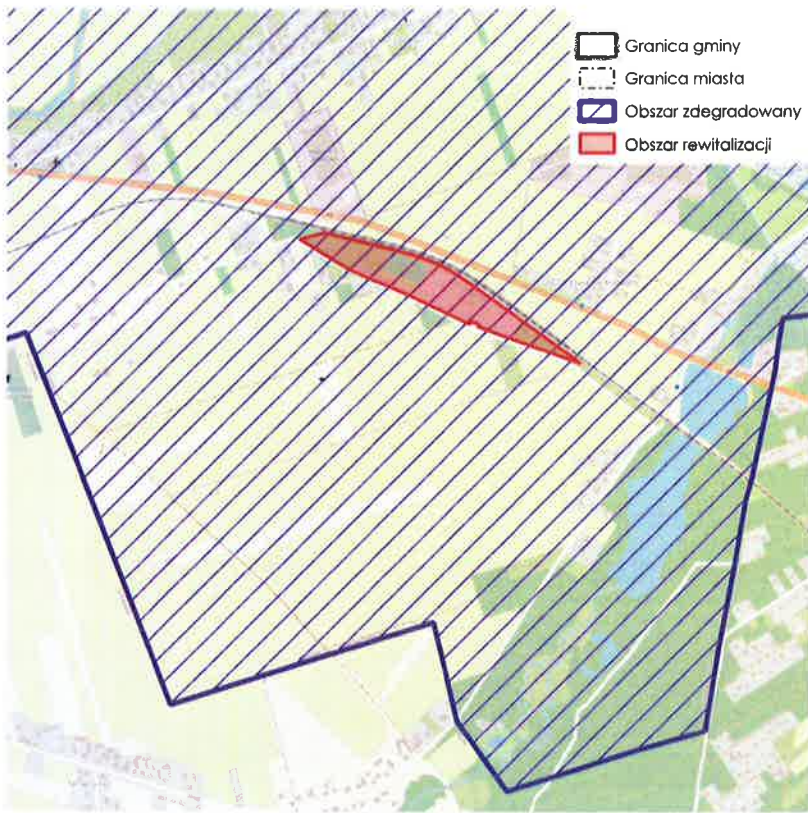 Granica gminy
Granica miasta
Obszar zdegradowany
Obszar rewitalizacji